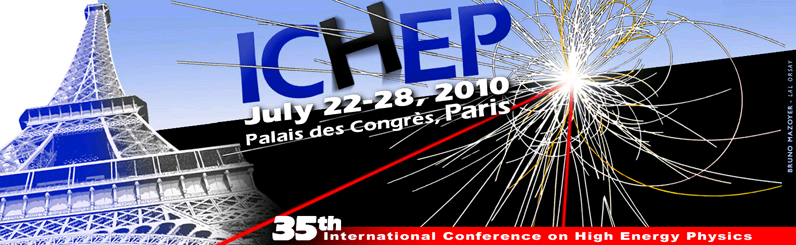 ICHEP
July 22-28, 2010
Palais des Congrès, Paris
35th International Conference on High Energy Physics
BRUNO MAZOYER - LAL ORSAY